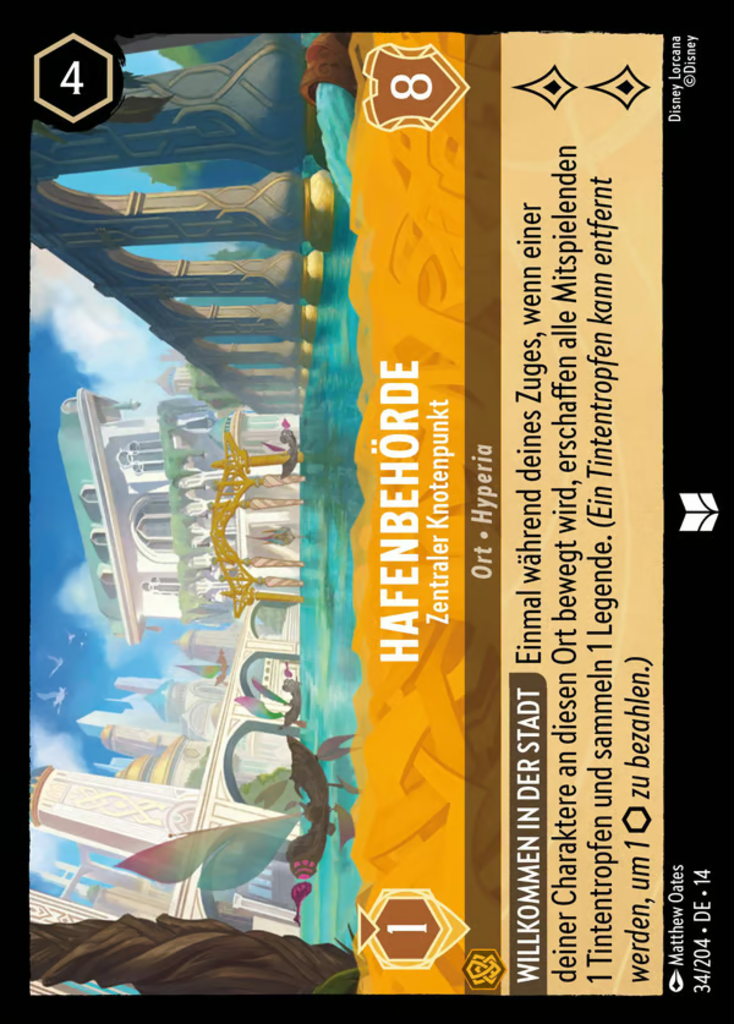 4
HAFENBEHÖRDE
Zentraler Knotenpunkt
1
8
Ort • Hyperia
WILLKOMMEN IN DER STADT Einmal während deines Zuges, wenn einer
deiner Charaktere an diesen Ort bewegt wird, erschaffen alle Mitspielenden
1 Tintentropfen und sammeln 1 Legende. (Ein Tintentropfen kann entfernt
werden, um 1 zu bezahlen.)
Matthew Oates
34/204 • DE • 14
Disney Lorcana
©Disney